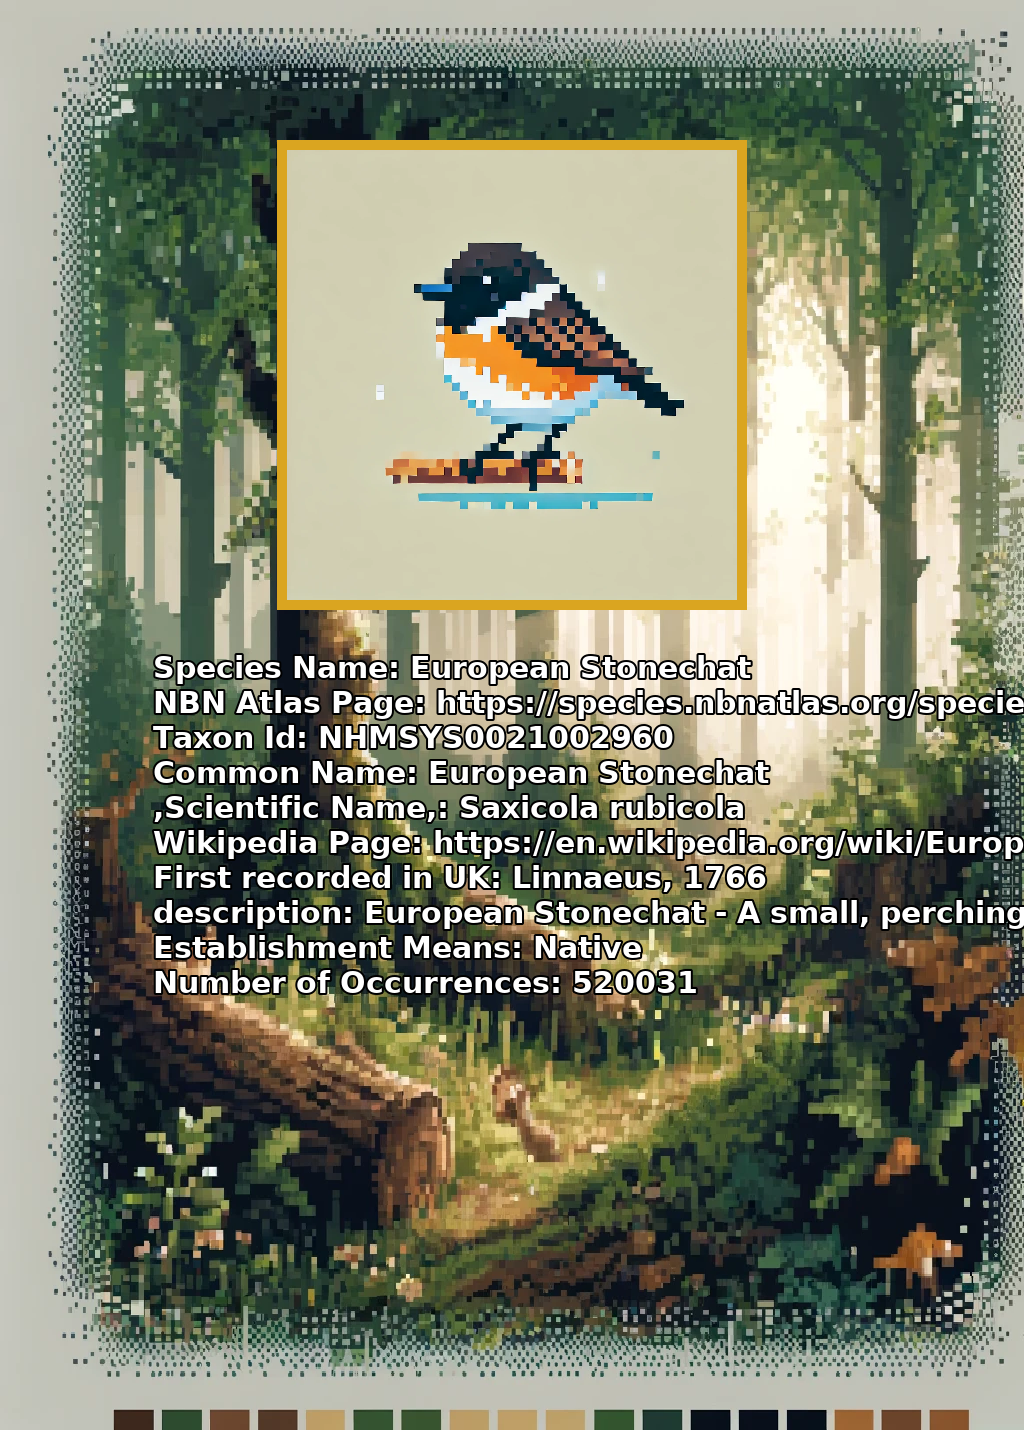 Species Name: European Stonechat
NBN Atlas Page: https://species.nbnatlas.org/specie
Taxon Id: NHMSYS0021002960
Common Name: European Stonechat
,Scientific Name,: Saxicola rubicola
Wikipedia Page: https://en.wikipedia.org/wiki/Europ
First recorded in UK: Linnaeus, 1766
description: European Stonechat - A small, perching
Establishment Means: Native
Number of Occurrences: 520031